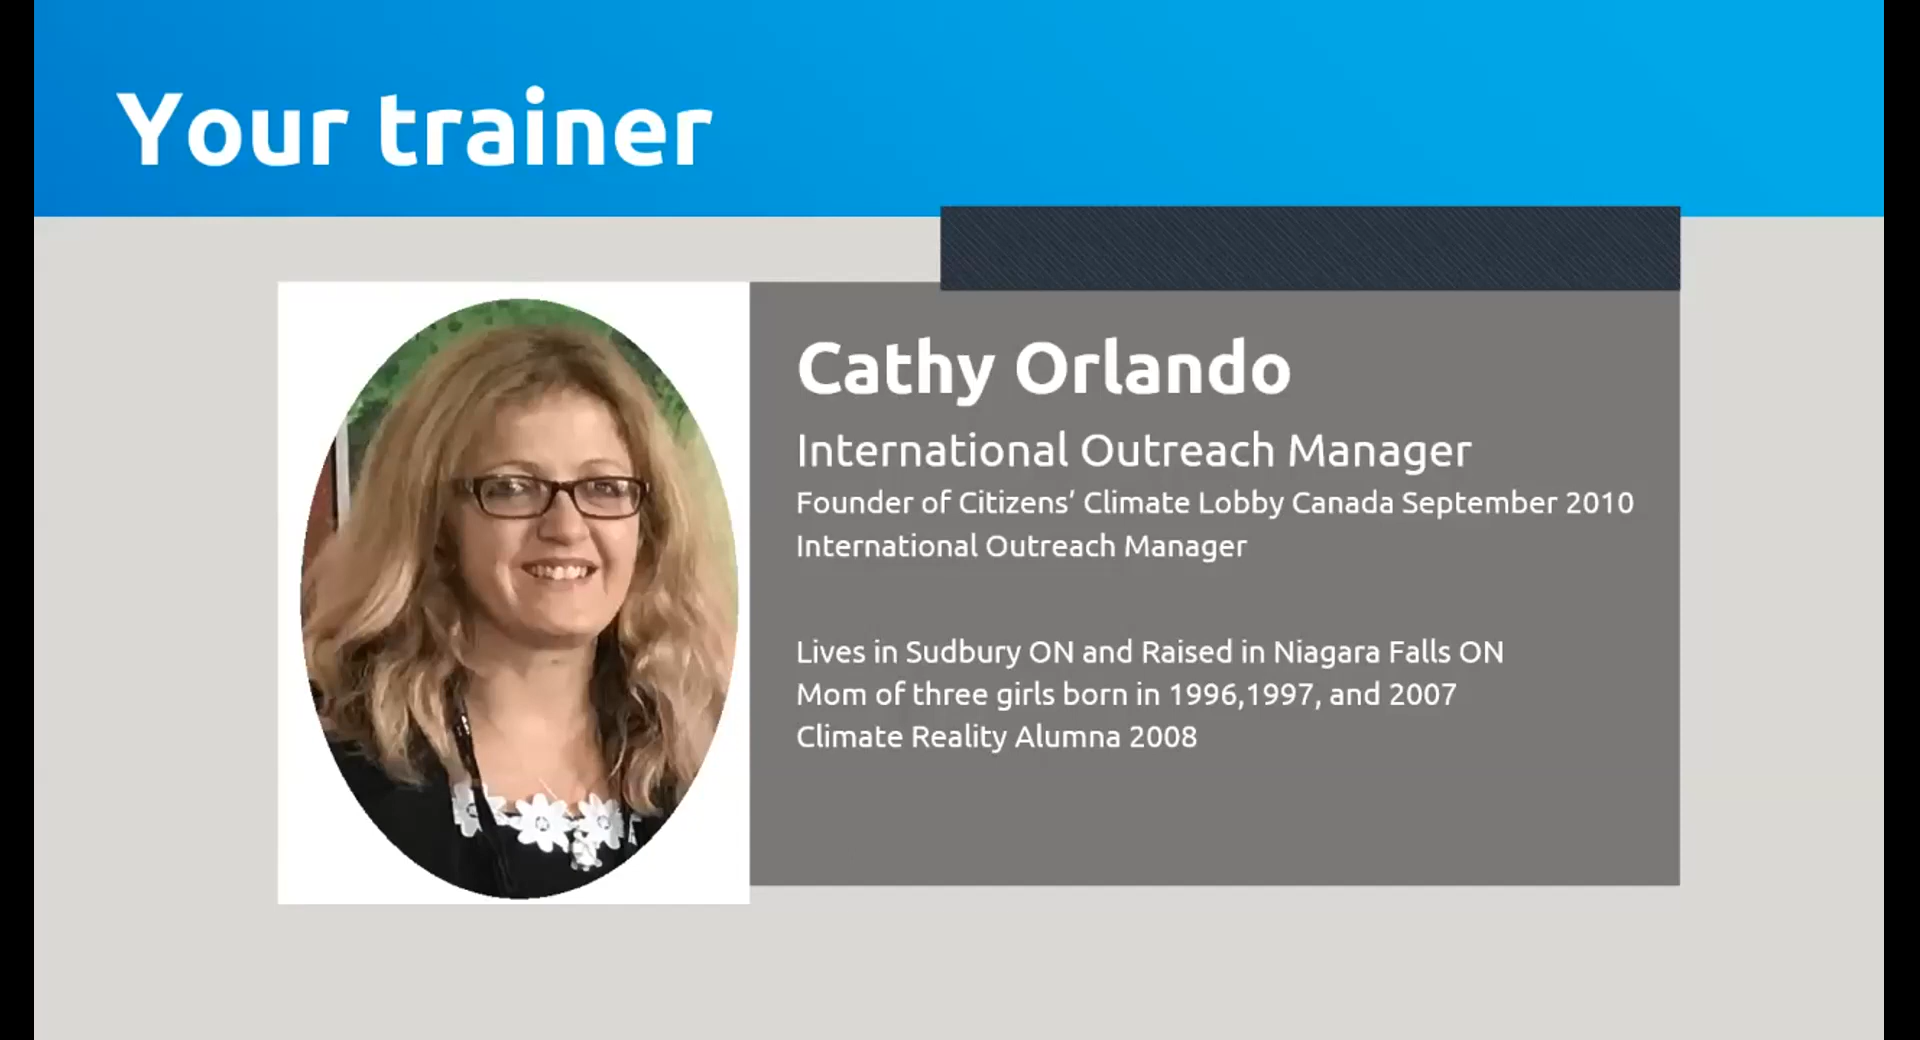 Your trainer
Cathy Orlando
International Outreach Manager
Founder of Citizens’ Climate Lobby Canada September 2010
International Outreach Manager
Lives in Sudbury ON and Raised in Niagara Falls ON
Mom of three girls born in 1996,1997, and 2007
Climate Reality Alumna 2008